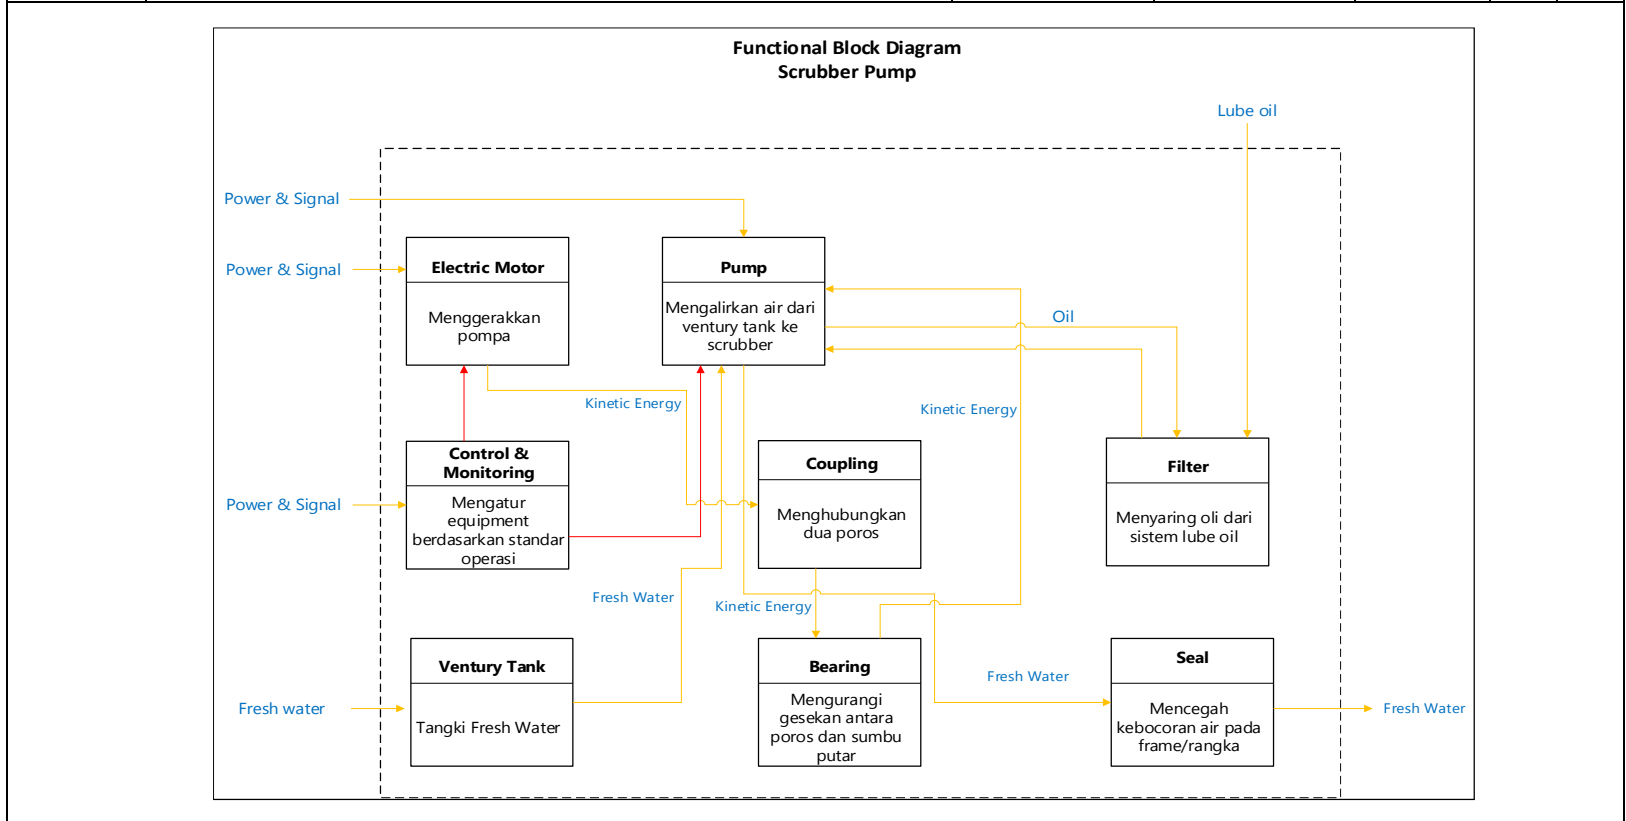 Functional Block Diagram
Scrubber Pump
Lube oil
Power & Signal
Power & Signal
Electric Motor
Menggerakkan
pompa
Pump
Mengalirkan air dari
ventury tank ke
scrubber
Oil
Kinetic Energy
Kinetic Energy
Power & Signal
Control &
Monitoring
Mengatur
equipment
berdasarkan standar
operasi
Coupling
Menghubungkan
dua poros
Filter
Menyaring oli dari
sistem lube oil
Fresh Water
Kinetic Energy
Fresh water
Ventury Tank
Tangki Fresh Water
Bearing
Mengurangi
gesekan antara
poros dan sumbu
putar
Fresh Water
Seal
Mencegah
kebocoran air pada
frame/rangka
Fresh Water